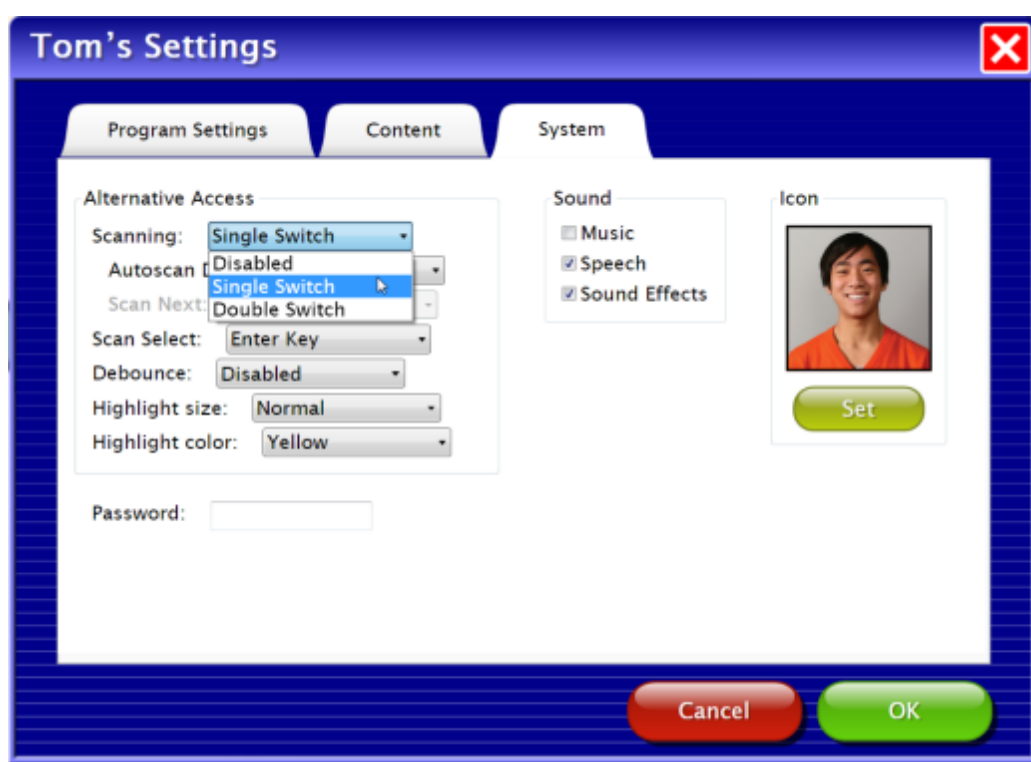 Tom's Settings
Program Settings
Content
System
Alternative Access
Scanning: Single Switch
Disabled
Autoscan
Single Switch
Scan Next:
Double Switch
Scan Select: Enter Key
Debounce: Disabled
Highlight size: Normal
Highlight color: Yellow
Password:
Sound
Music
Speech
Sound Effects
Icon
Set
Cancel
OK